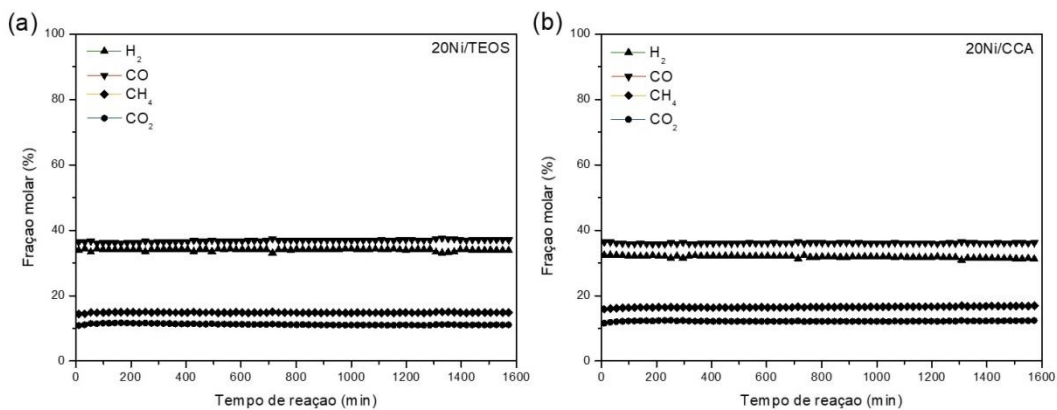 (a)
20Ni/TEOS
H₂
CO
CH₄
CO₂
Fraçao molar (%)
100
80
60
40
20
0
0 200 400 600 800 1000 1200 1400 1600
Tempo de reaçao (min)
(b)
20Ni/CCA
H₂
CO
CH₄
CO₂
Fraçao molar (%)
100
80
60
40
20
0
0 200 400 600 800 1000 1200 1400 1600
Tempo de reaçao (min)